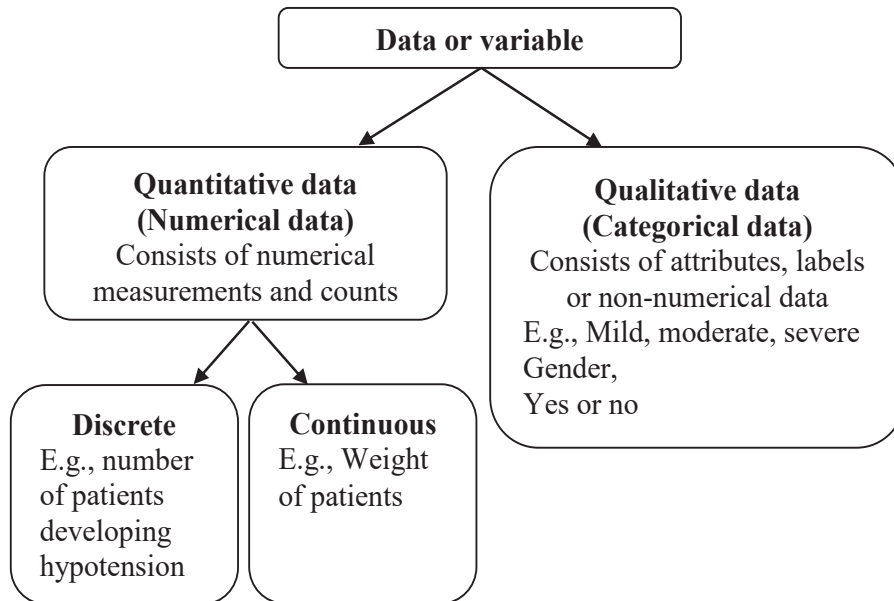 Data or variable
Quantitative data
(Numerical data)
Consists of numerical
measurements and counts
Qualitative data
(Categorical data)
Consists of attributes, labels
or non-numerical data
E.g., Mild, moderate, severe
Gender,
Yes or no
Discrete
E.g., number
of patients
developing
hypotension
Continuous
E.g., Weight
of patients